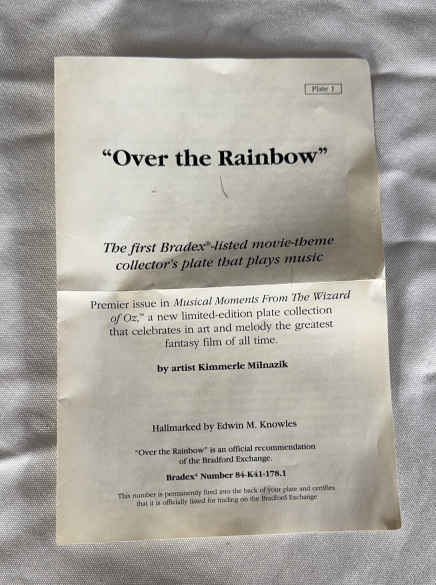 Plate 1
“Over the Rainbow”
The first Bradex®-listed movie-theme
collector's plate that plays music
Premier issue in Musical Moments From The Wizard
of Oz,™ a new limited-edition plate collection
that celebrates in art and melody the greatest
fantasy film of all time.
by artist Kimmerle Milnazik
Hallmarked by Edwin M. Knowles
“Over the Rainbow” is an official recommendation
of the Bradford Exchange.
Bradex® Number 84-K41-178.1
This number is permanently fired into the back of your plate and certifies
that it is officially listed for trading on the Bradford Exchange